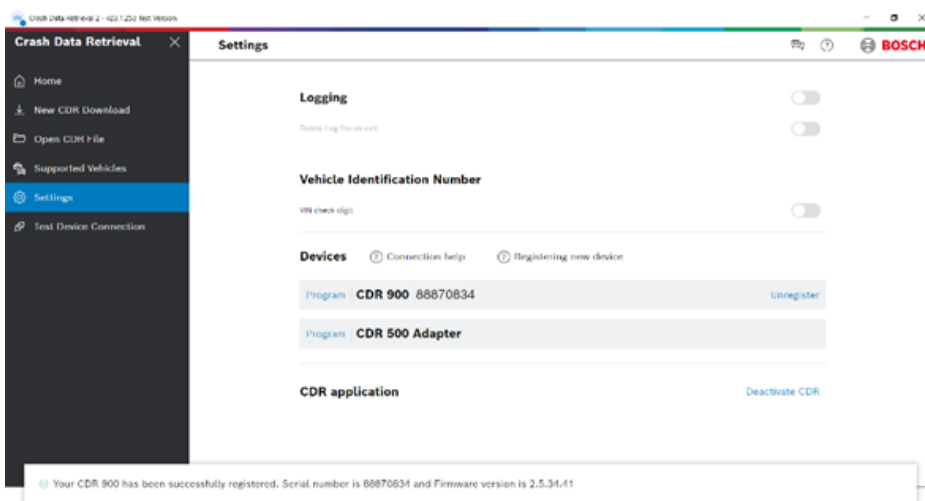 Crash Data Retrieval 2 - v23.1.253 Test Version
Crash Data Retrieval
Settings
BOSCH
Home
New CDR Download
Open CDR File
Supported Vehicles
Settings
Test Device Connection
Logging
Delete Log file on exit
Vehicle Identification Number
VIN check digit
Devices Connection help Registering new device
Program CDR 900 88870834 Unregister
Program CDR 500 Adapter
CDR application Deactivate CDR
Your CDR 900 has been successfully registered. Serial number is 88870834 and Firmware version is 2.5.34.41